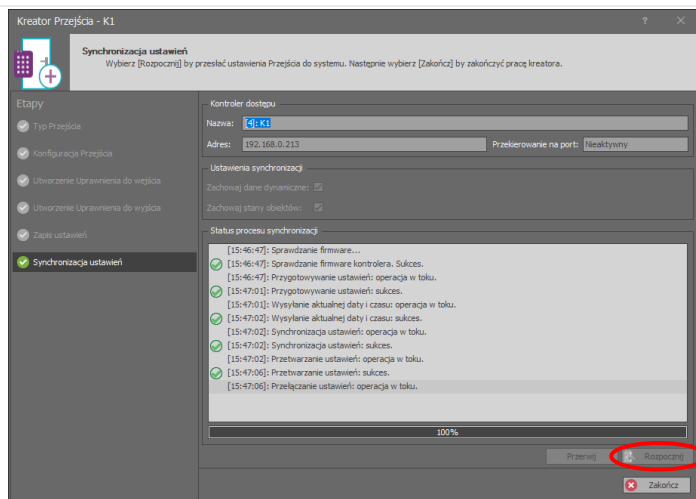 Kreator Przejścia - K1
Synchronizacja ustawień
Wybierz [Rozpocznij] by przesłać ustawienia Przejścia do systemu. Następnie wybierz [Zakończ] by zakończyć pracę kreatora.
Etapy
Typ Przejścia
Konfiguracja Przejścia
Utworzenie Uprawnienia do wejścia
Utworzenie Uprawnienia do wyjścia
Zapis ustawień
Synchronizacja ustawień
Kontroler dostępu
Nazwa: [4]: K1
Adres: 192.168.0.213 Przekierowanie na port: Nieaktywny
Ustawienia synchronizacji
Zachowaj dane dynamiczne:
Zachowaj stany obiektów:
Status procesu synchronizacji
[15:46:47]: Sprawdzanie firmware...
[15:46:47]: Sprawdzanie firmware kontrolera. Sukces.
[15:46:47]: Przygotowywanie ustawień: operacja w toku.
[15:47:01]: Przygotowywanie ustawień: sukces.
[15:47:01]: Wysyłanie aktualnej daty i czasu: operacja w toku.
[15:47:02]: Wysyłanie aktualnej daty i czasu: sukces.
[15:47:02]: Synchronizacja ustawień: operacja w toku.
[15:47:02]: Synchronizacja ustawień: sukces.
[15:47:02]: Przetwarzanie ustawień: operacja w toku.
[15:47:06]: Przetwarzanie ustawień: sukces.
[15:47:06]: Przełączanie ustawień: operacja w toku.
100%
Przerwij Rozpocznij
Zakończ